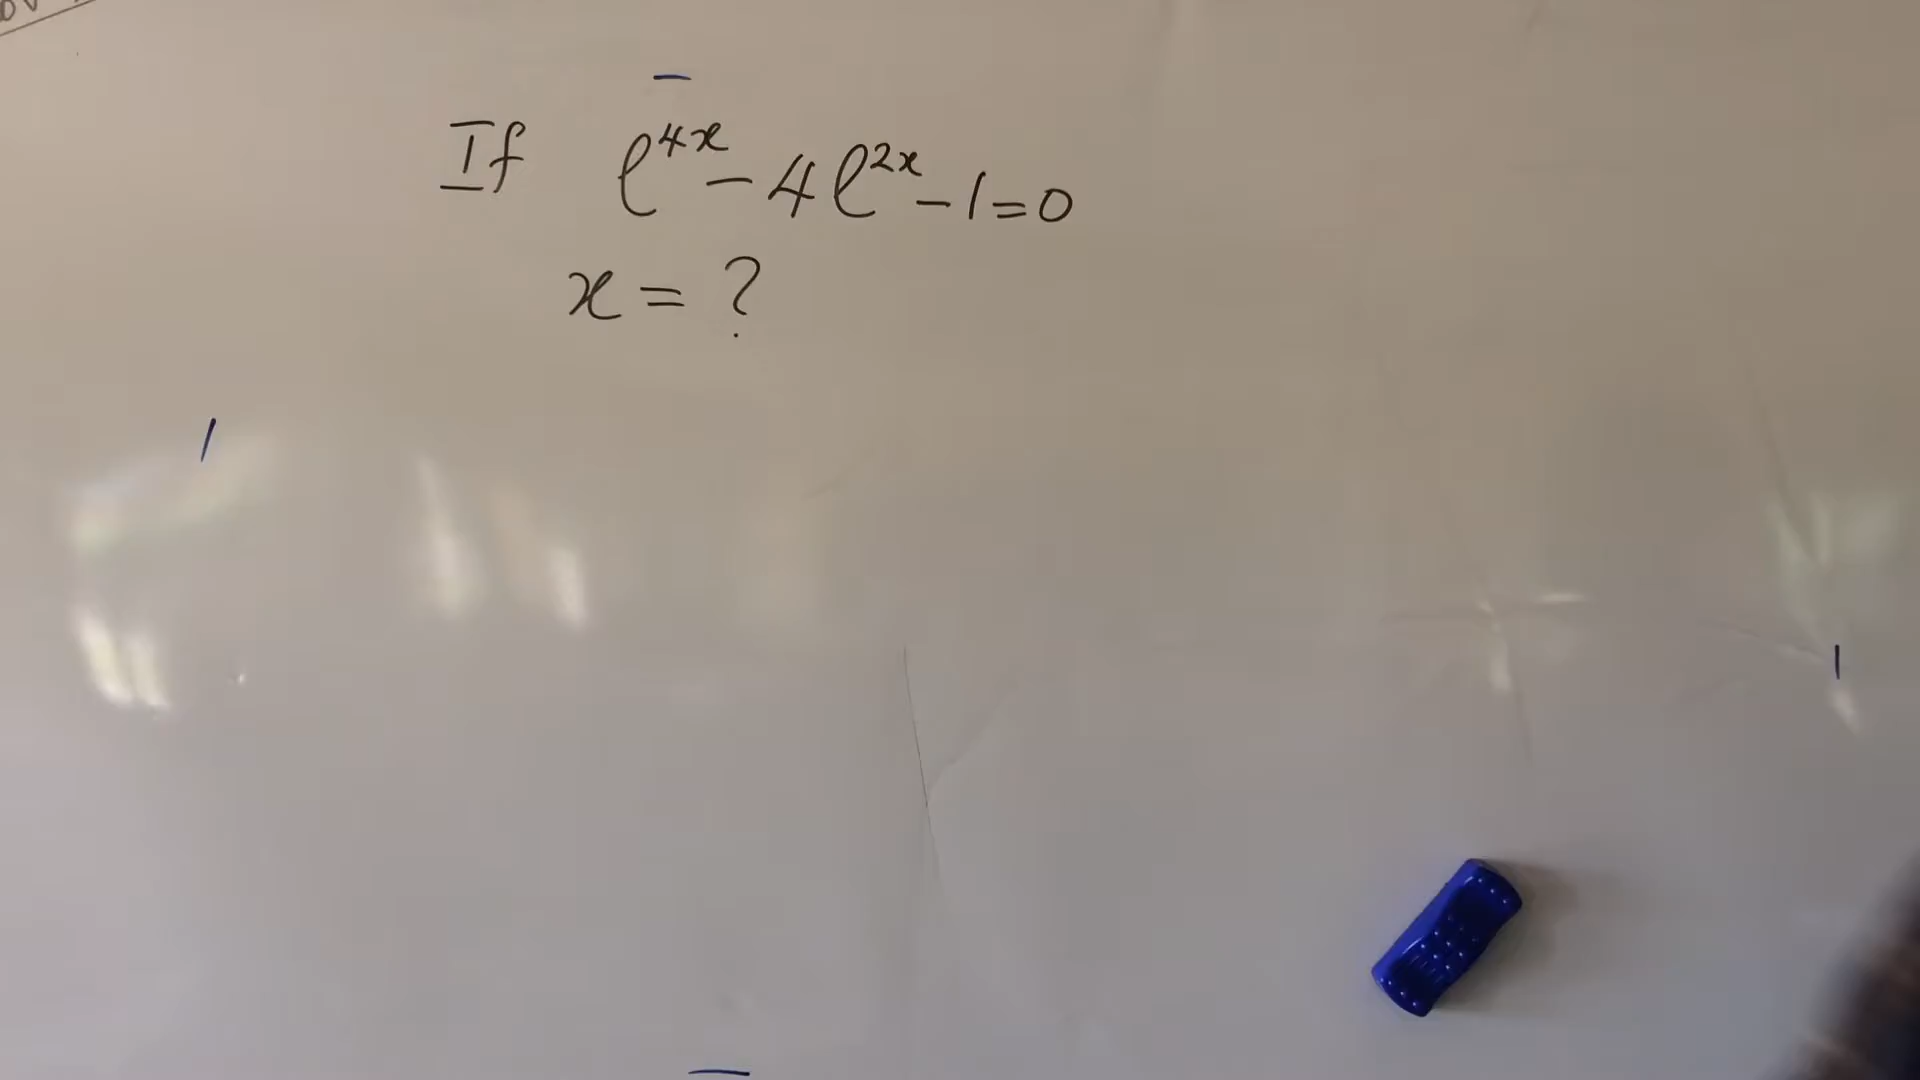 If e^{4x} - 4e^{2x} - 1 = 0
x = ?